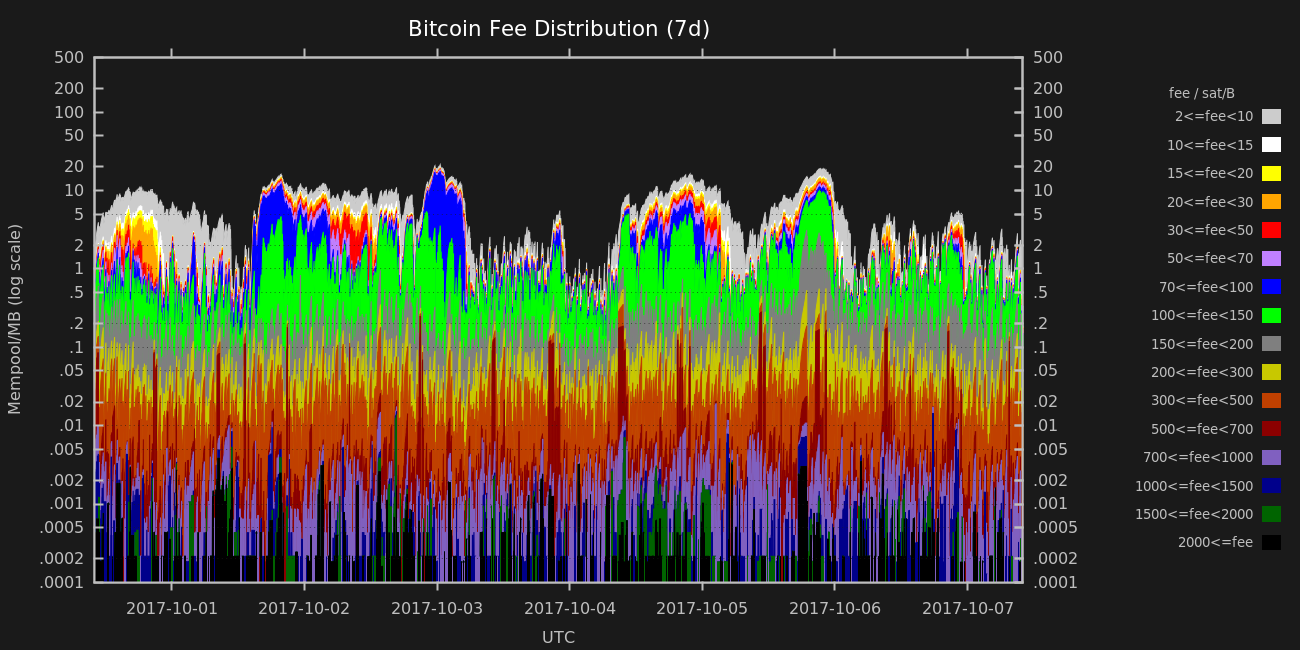 Bitcoin Fee Distribution (7d)
Mempool/MB (log scale)
500
200
100
50
20
10
5
2
1
.5
.2
.1
.05
.02
.01
.005
.002
.001
.0005
.0002
.0001
500
200
100
50
20
10
5
2
1
.5
.2
.1
.05
.02
.01
.005
.002
.001
.0005
.0002
.0001
2017-10-01 2017-10-02 2017-10-03 2017-10-04 2017-10-05 2017-10-06 2017-10-07
UTC
fee / sat/B
2<=fee<10
10<=fee<15
15<=fee<20
20<=fee<30
30<=fee<50
50<=fee<70
70<=fee<100
100<=fee<150
150<=fee<200
200<=fee<300
300<=fee<500
500<=fee<700
700<=fee<1000
1000<=fee<1500
1500<=fee<2000
2000<=fee